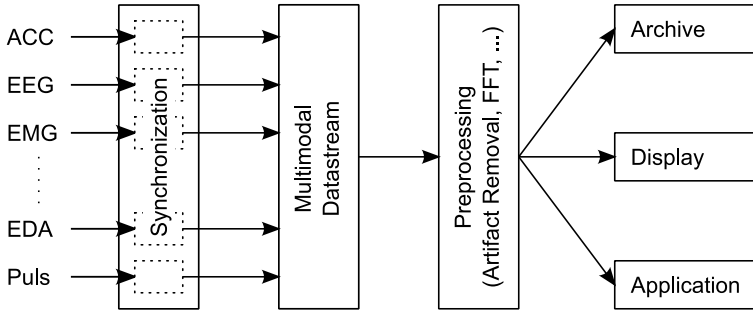 ACC
EEG
EMG
EDA
Puls
Synchronization
Multimodal
Datastream
Preprocessing
(Artifact Removal, FFT, ...)
Archive
Display
Application